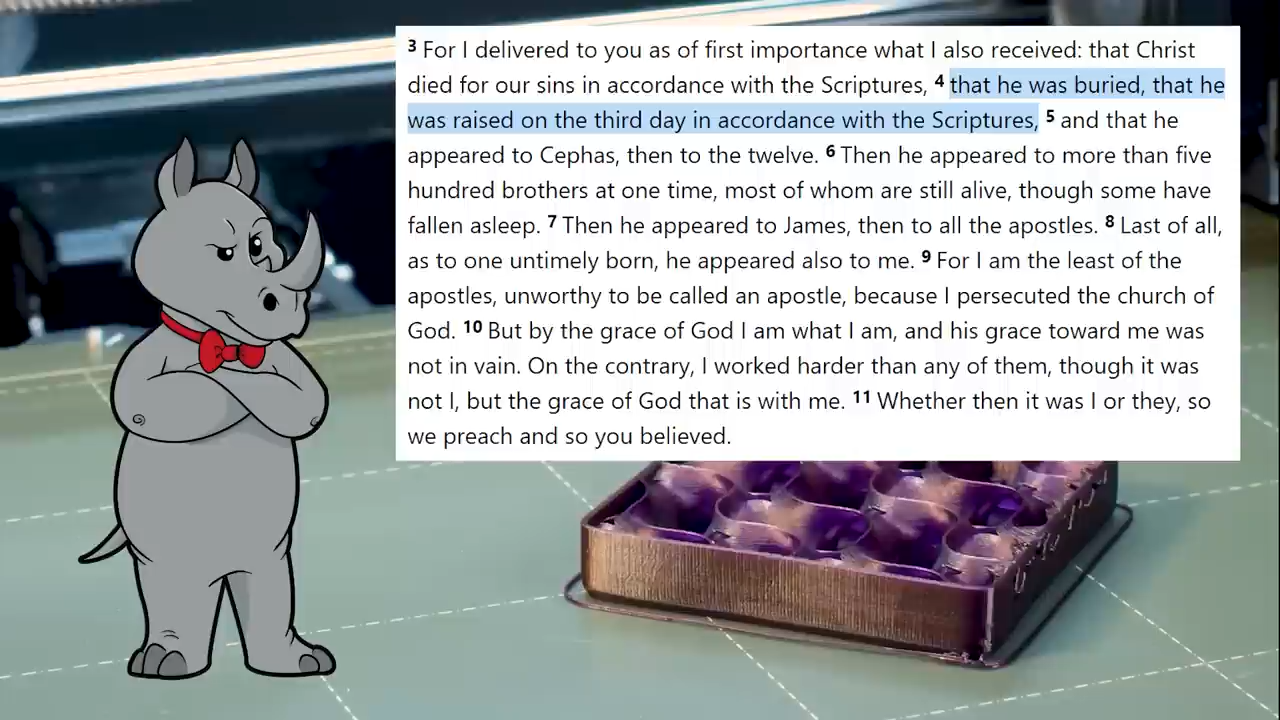 3 For I delivered to you as of first importance what I also received: that Christ
died for our sins in accordance with the Scriptures, 4 that he was buried, that he
was raised on the third day in accordance with the Scriptures, 5 and that he
appeared to Cephas, then to the twelve. 6 Then he appeared to more than five
hundred brothers at one time, most of whom are still alive, though some have
fallen asleep. 7 Then he appeared to James, then to all the apostles. 8 Last of all,
as to one untimely born, he appeared also to me. 9 For I am the least of the
apostles, unworthy to be called an apostle, because I persecuted the church of
God. 10 But by the grace of God I am what I am, and his grace toward me was
not in vain. On the contrary, I worked harder than any of them, though it was
not I, but the grace of God that is with me. 11 Whether then it was I or they, so
we preach and so you believed.